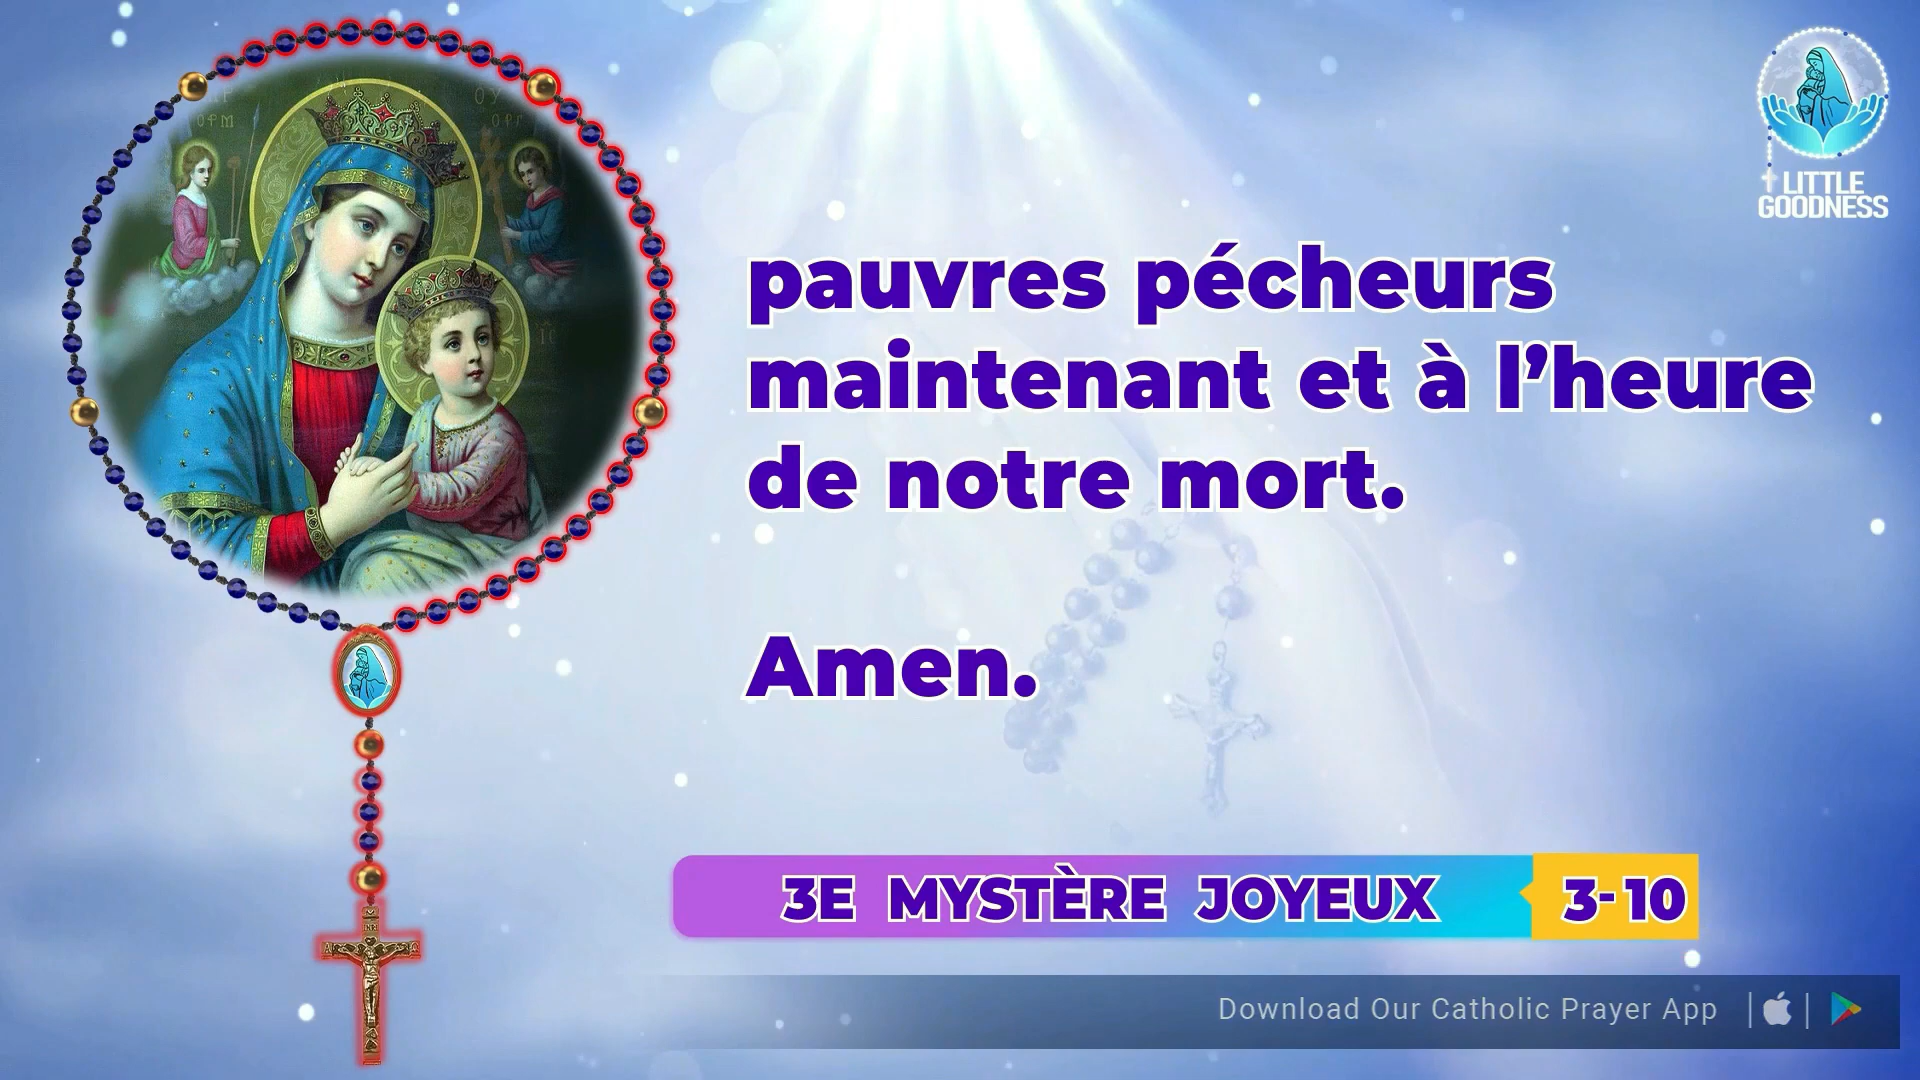 LITTLE
GOODNESS
pauvres pécheurs
maintenant et à l’heure
de notre mort.
Amen.
3E MYSTÈRE JOYEUX 3-10
Download Our Catholic Prayer App